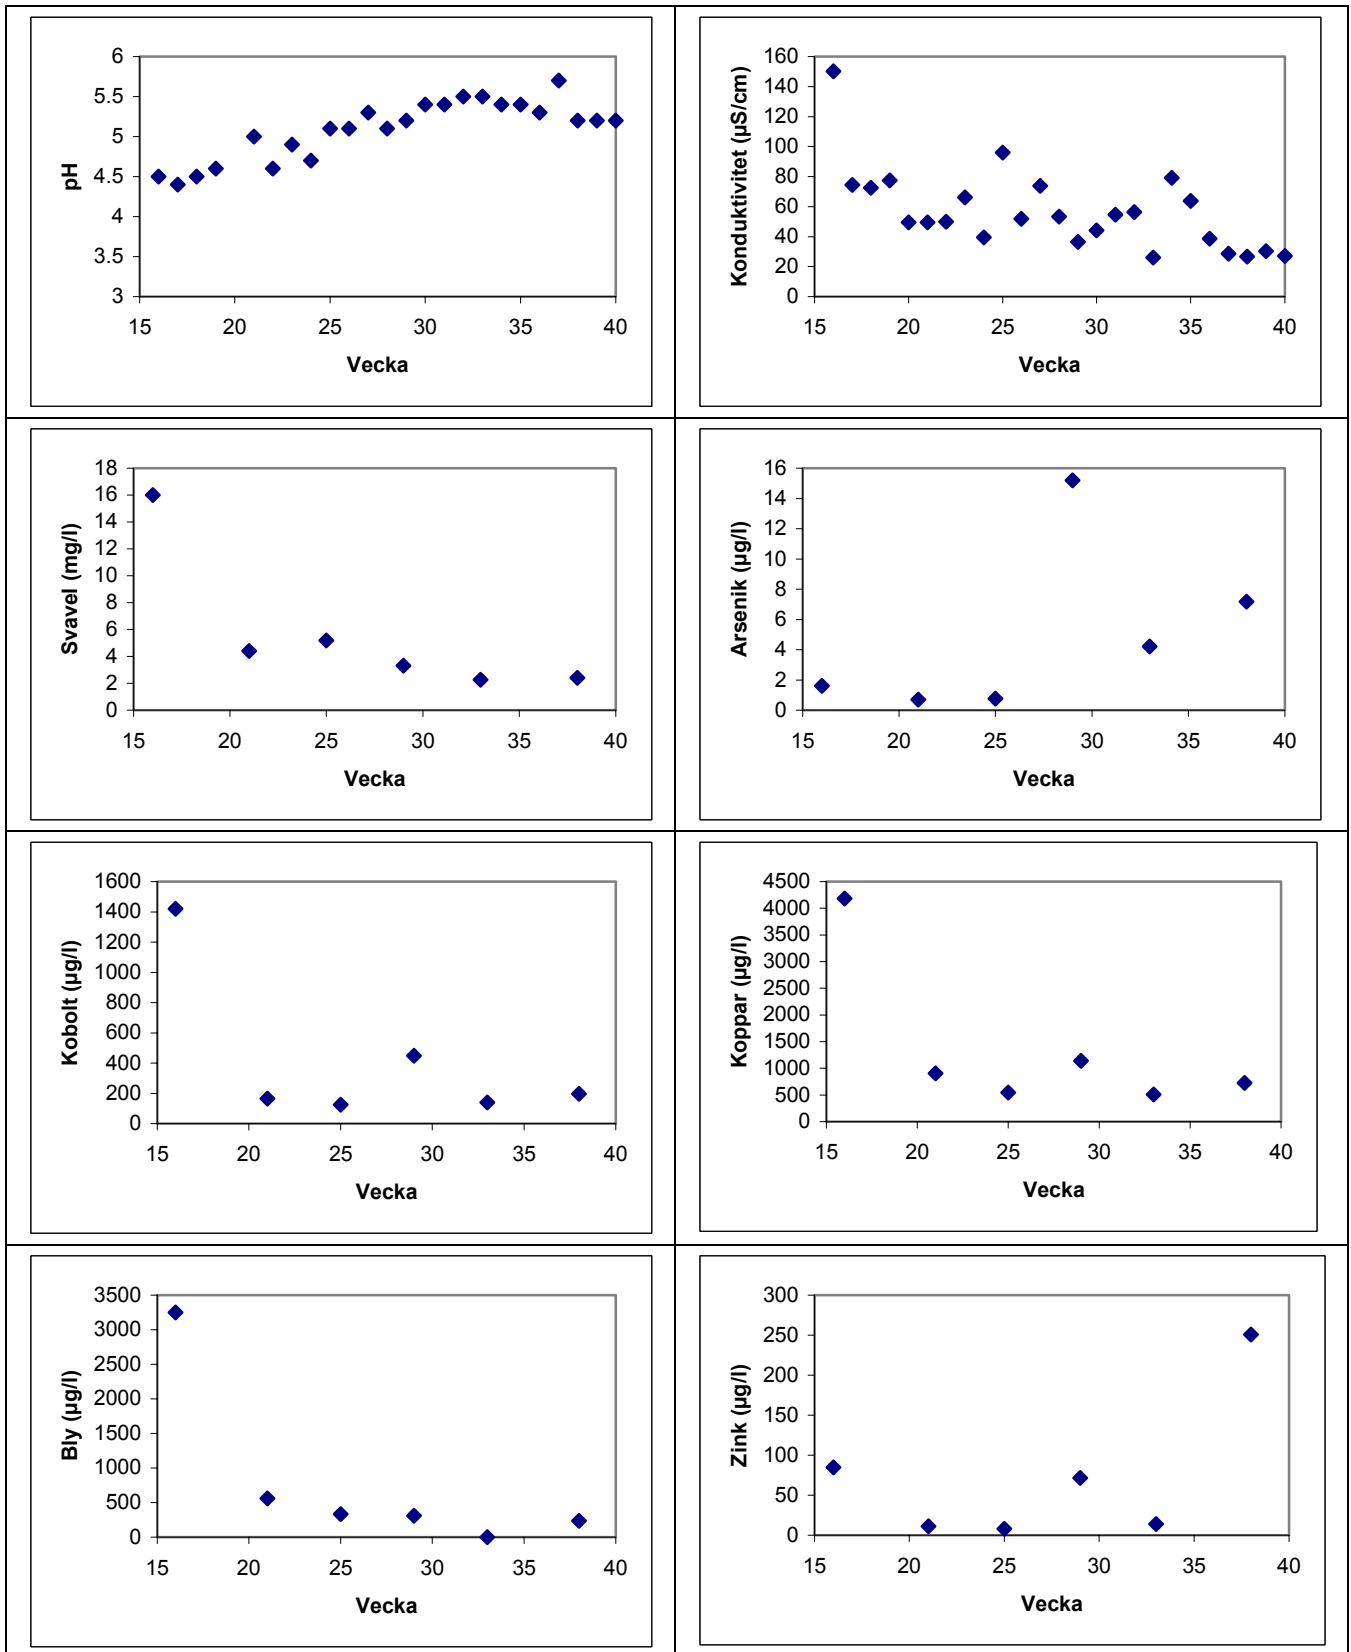 6
5.5
5
4.5
4
3.5
3
pH
15 20 25 30 35 40
Vecka
160
140
120
100
80
60
40
20
0
Konduktivitet (µS/cm)
15 20 25 30 35 40
Vecka
18
16
14
12
10
8
6
4
2
0
Svavel (mg/l)
15 20 25 30 35 40
Vecka
16
14
12
10
8
6
4
2
0
Arsenik (µg/l)
15 20 25 30 35 40
Vecka
1600
1400
1200
1000
800
600
400
200
0
Kobolt (µg/l)
15 20 25 30 35 40
Vecka
4500
4000
3500
3000
2500
2000
1500
1000
500
0
Koppar (µg/l)
15 20 25 30 35 40
Vecka
3500
3000
2500
2000
1500
1000
500
0
Bly (µg/l)
15 20 25 30 35 40
Vecka
300
250
200
150
100
50
0
Zink (µg/l)
15 20 25 30 35 40
Vecka